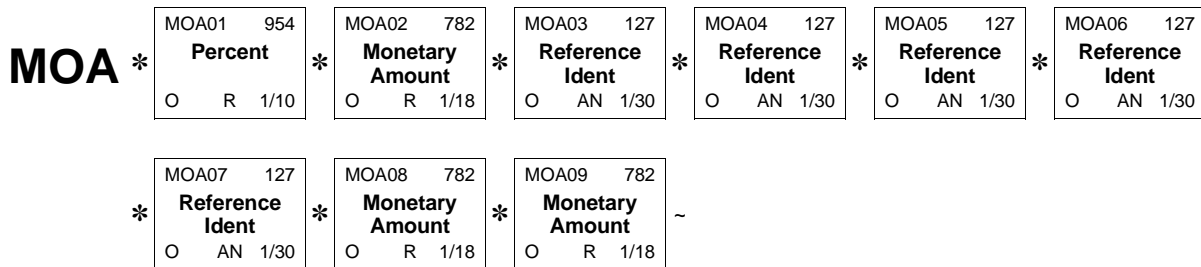 MOA01 954 MOA02 782 MOA03 127 MOA04 127 MOA05 127 MOA06 127
MOA * Percent * Monetary Amount * Reference Ident * Reference Ident * Reference Ident * Reference Ident
O R 1/10 O R 1/18 O AN 1/30 O AN 1/30 O AN 1/30 O AN 1/30
MOA07 127 MOA08 782 MOA09 782
* Reference Ident * Monetary Amount * Monetary Amount ~
O AN 1/30 O R 1/18 O R 1/18